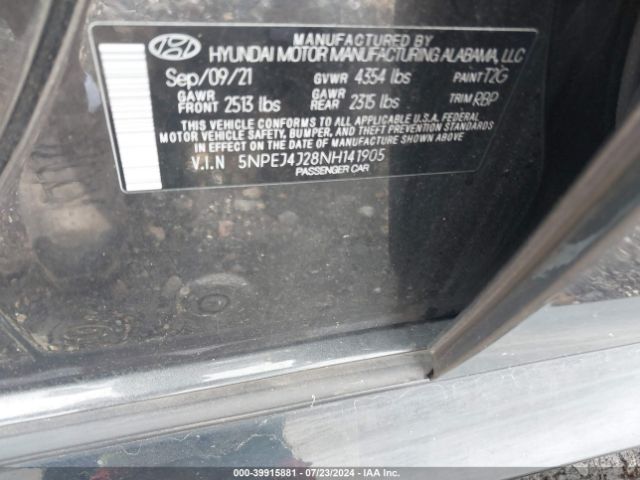 MANUFACTURED BY
HYUNDAI MOTOR MANUFACTURING ALABAMA, LLC
Sep/09/21 GVWR 4354 lbs PAINT T2G
GAWR FRONT 2513 lbs GAWR REAR 2315 lbs TRIM RBP
THIS VEHICLE CONFORMS TO ALL APPLICABLE U.S.A. FEDERAL
MOTOR VEHICLE SAFETY, BUMPER, AND THEFT PREVENTION STANDARDS
IN EFFECT ON THE DATE OF MANUFACTURE SHOWN ABOVE.
V.I.N 5NPEJ4J28NH141905
PASSENGER CAR
000-39915881 - 07/23/2024 - IAA Inc.